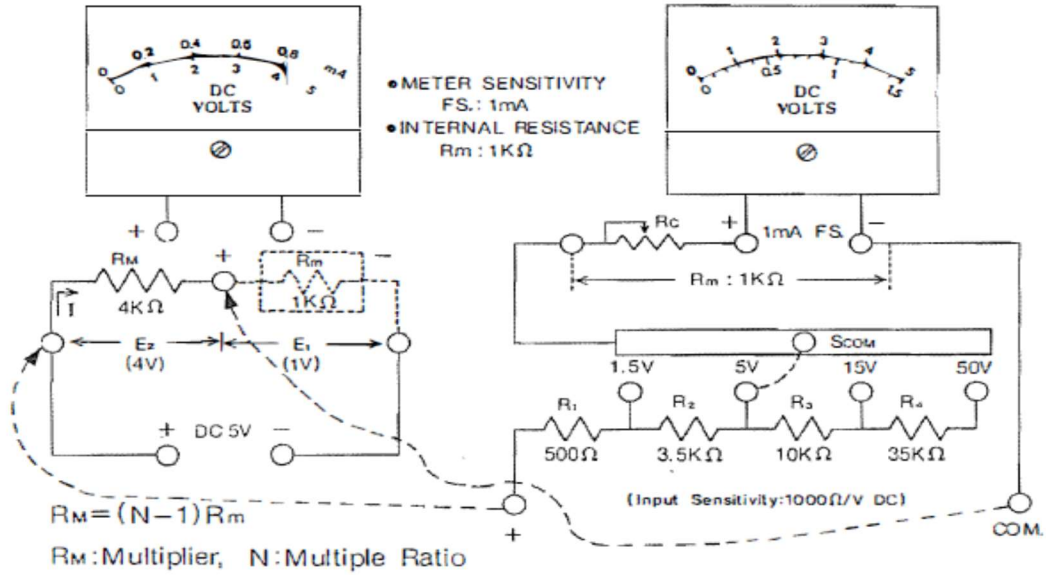 0 0.2 0.4 0.6 0.8 mA
0 1 2 3 4 5
DC
VOLTS
● METER SENSITIVITY
FS.: 1mA
● INTERNAL RESISTANCE
Rm : 1KΩ
0 1 2 3 4 5
0 0.5 1 1.5
DC
VOLTS
+ −
RM + Rm −
I 4KΩ 1KΩ
E2 E1
(4V) (1V)
+ DC 5V −
RM=(N−1)Rm
RM:Multiplier, N:Multiple Ratio
Rc + 1mA FS. −
Rm : 1KΩ
SCOM
1.5V 5V 15V 50V
R1 R2 R3 R4
500Ω 3.5KΩ 10KΩ 35KΩ
(Input Sensitivity:1000Ω/V DC)
+ COM.